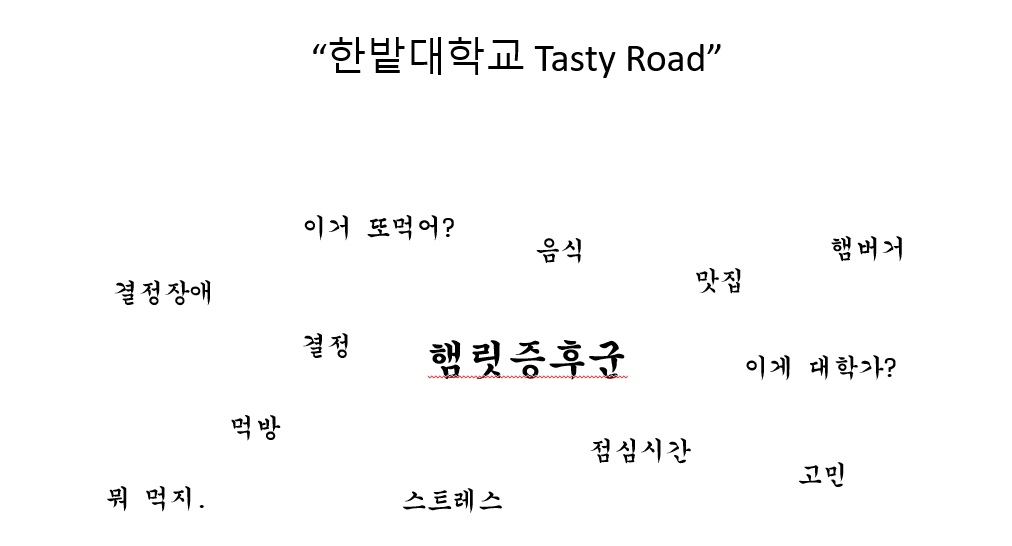 “한밭대학교 Tasty Road”
이거 또먹어?
음식
햄버거
맛집
결정장애
결정
햄릿증후군
이게 대학가?
먹방
점심시간
고민
뭐 먹지.
스트레스